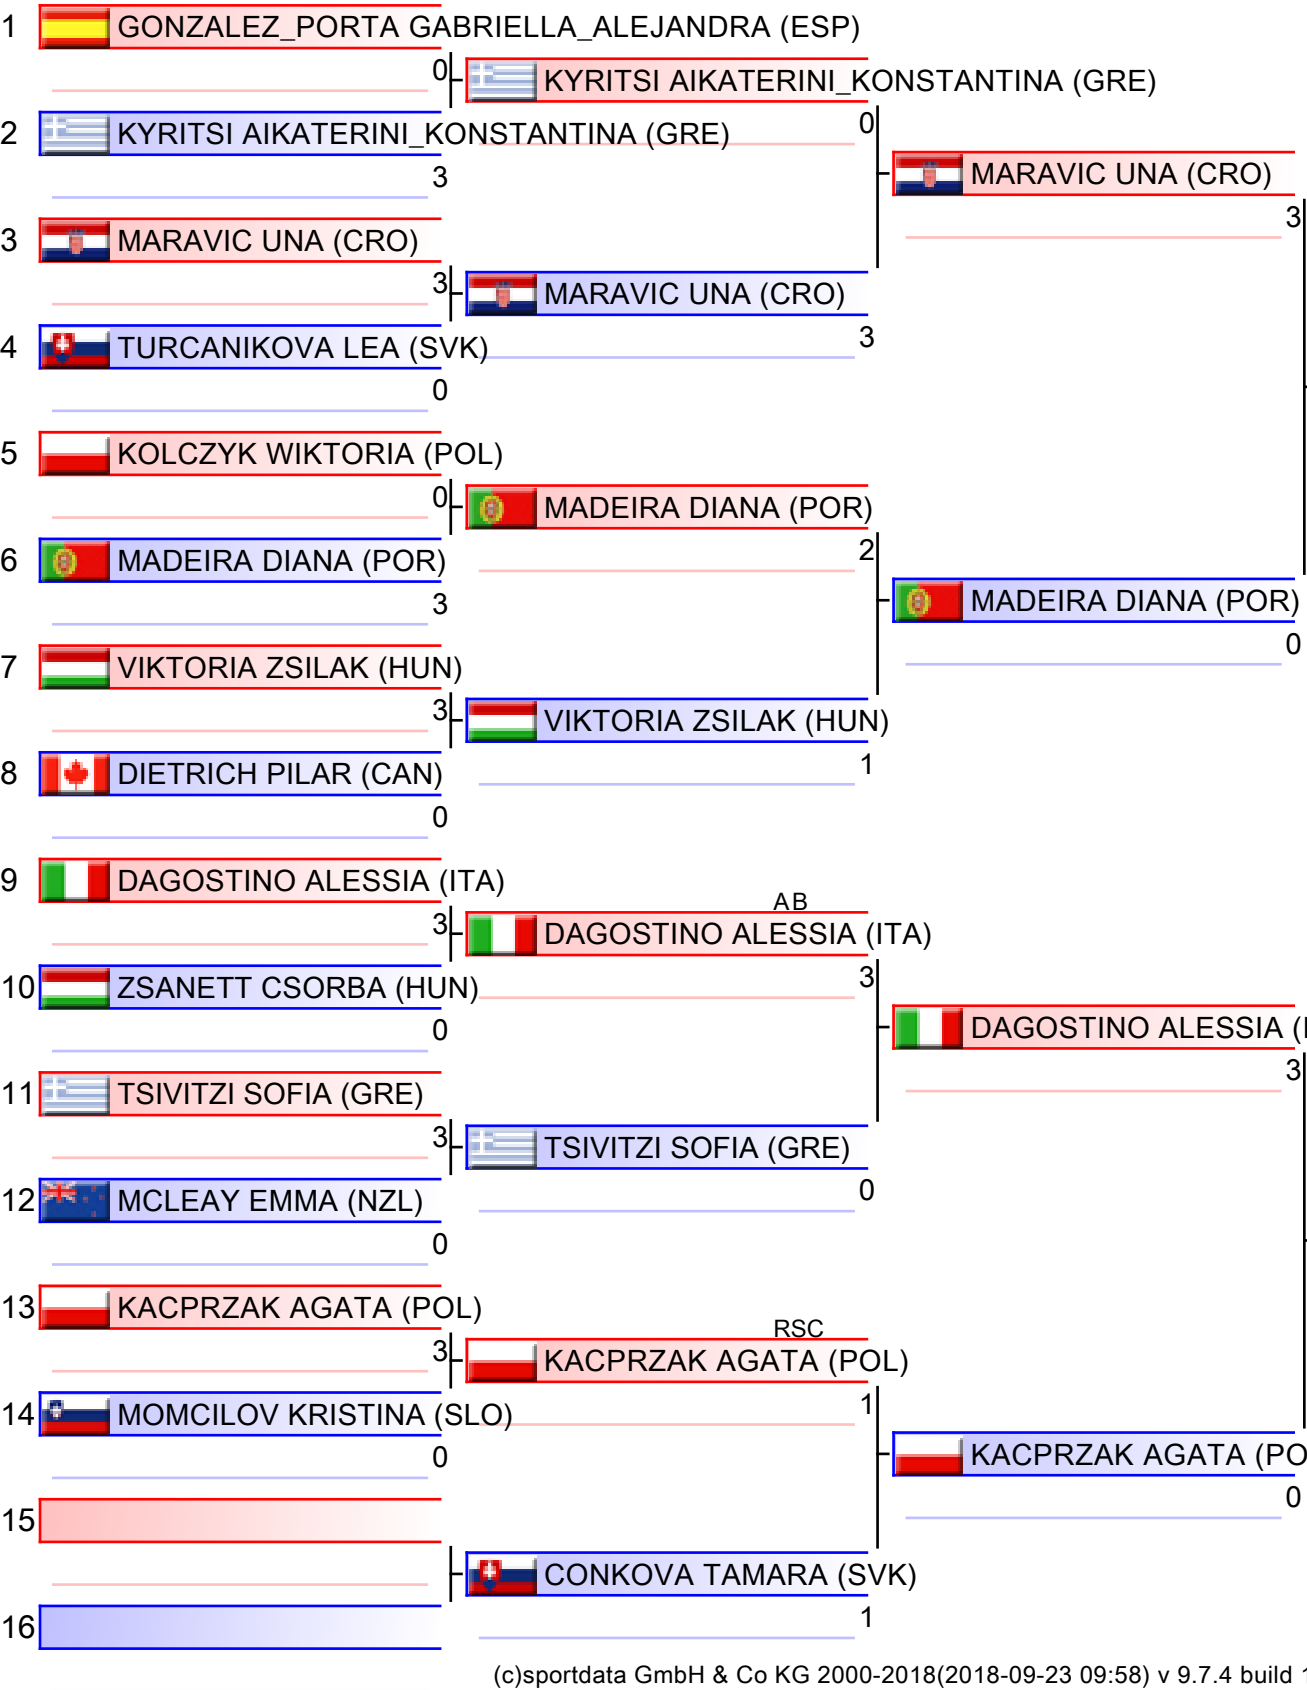 1 GONZALEZ_PORTA GABRIELLA_ALEJANDRA (ESP)
0 KYRITSI AIKATERINI_KONSTANTINA (GRE)
2 KYRITSI AIKATERINI_KONSTANTINA (GRE) 0
3 MARAVIC UNA (CRO)
3 MARAVIC UNA (CRO)
3 MARAVIC UNA (CRO)
3
4 TURCANIKOVA LEA (SVK) 3
0
5 KOLCZYK WIKTORIA (POL)
0 MADEIRA DIANA (POR)
6 MADEIRA DIANA (POR) 2
3 MADEIRA DIANA (POR)
0
7 VIKTORIA ZSILAK (HUN)
3 VIKTORIA ZSILAK (HUN)
8 DIETRICH PILAR (CAN) 1
0
9 DAGOSTINO ALESSIA (ITA)
AB
3 DAGOSTINO ALESSIA (ITA)
10 ZSANETT CSORBA (HUN) 3
0 DAGOSTINO ALESSIA (
3
11 TSIVITZI SOFIA (GRE)
3 TSIVITZI SOFIA (GRE)
12 MCLEAY EMMA (NZL) 0
0
13 KACPRZAK AGATA (POL)
RSC
3 KACPRZAK AGATA (POL)
14 MOMCILOV KRISTINA (SLO) 1
0 KACPRZAK AGATA (PO
0
15
CONKOVA TAMARA (SVK)
16 1
(c)sportdata GmbH & Co KG 2000-2018(2018-09-23 09:58) v 9.7.4 build